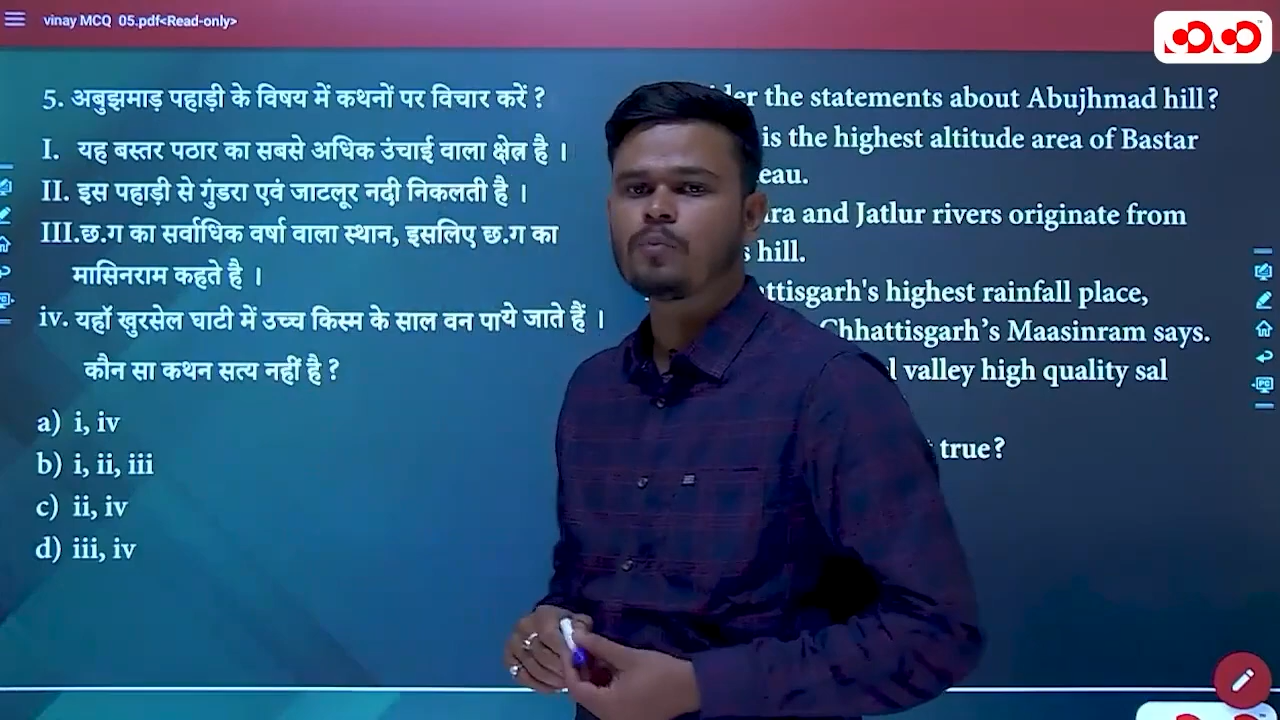 vinay MCQ 05.pdf<Read-only>
5. अबुझमाड़ पहाड़ी के विषय में कथनों पर विचार करें ?
I. यह बस्तर पठार का सबसे अधिक उंचाई वाला क्षेत्र है ।
II. इस पहाड़ी से गुंडरा एवं जाटलूर नदी निकलती है ।
III.छ.ग का सर्वाधिक वर्षा वाला स्थान, इसलिए छ.ग का
मासिनराम कहते है ।
iv. यहॉ खुरसेल घाटी में उच्च किस्म के साल वन पाये जाते हैं ।
कौन सा कथन सत्य नहीं है ?
a) i, iv
b) i, ii, iii
c) ii, iv
d) iii, iv
the statements about Abujhmad hill?
is the highest altitude area of Bastar
and Jatlur rivers originate from
hill.
highest rainfall place,
Chhattisgarh’s Maasinram says.
valley high quality sal
true?